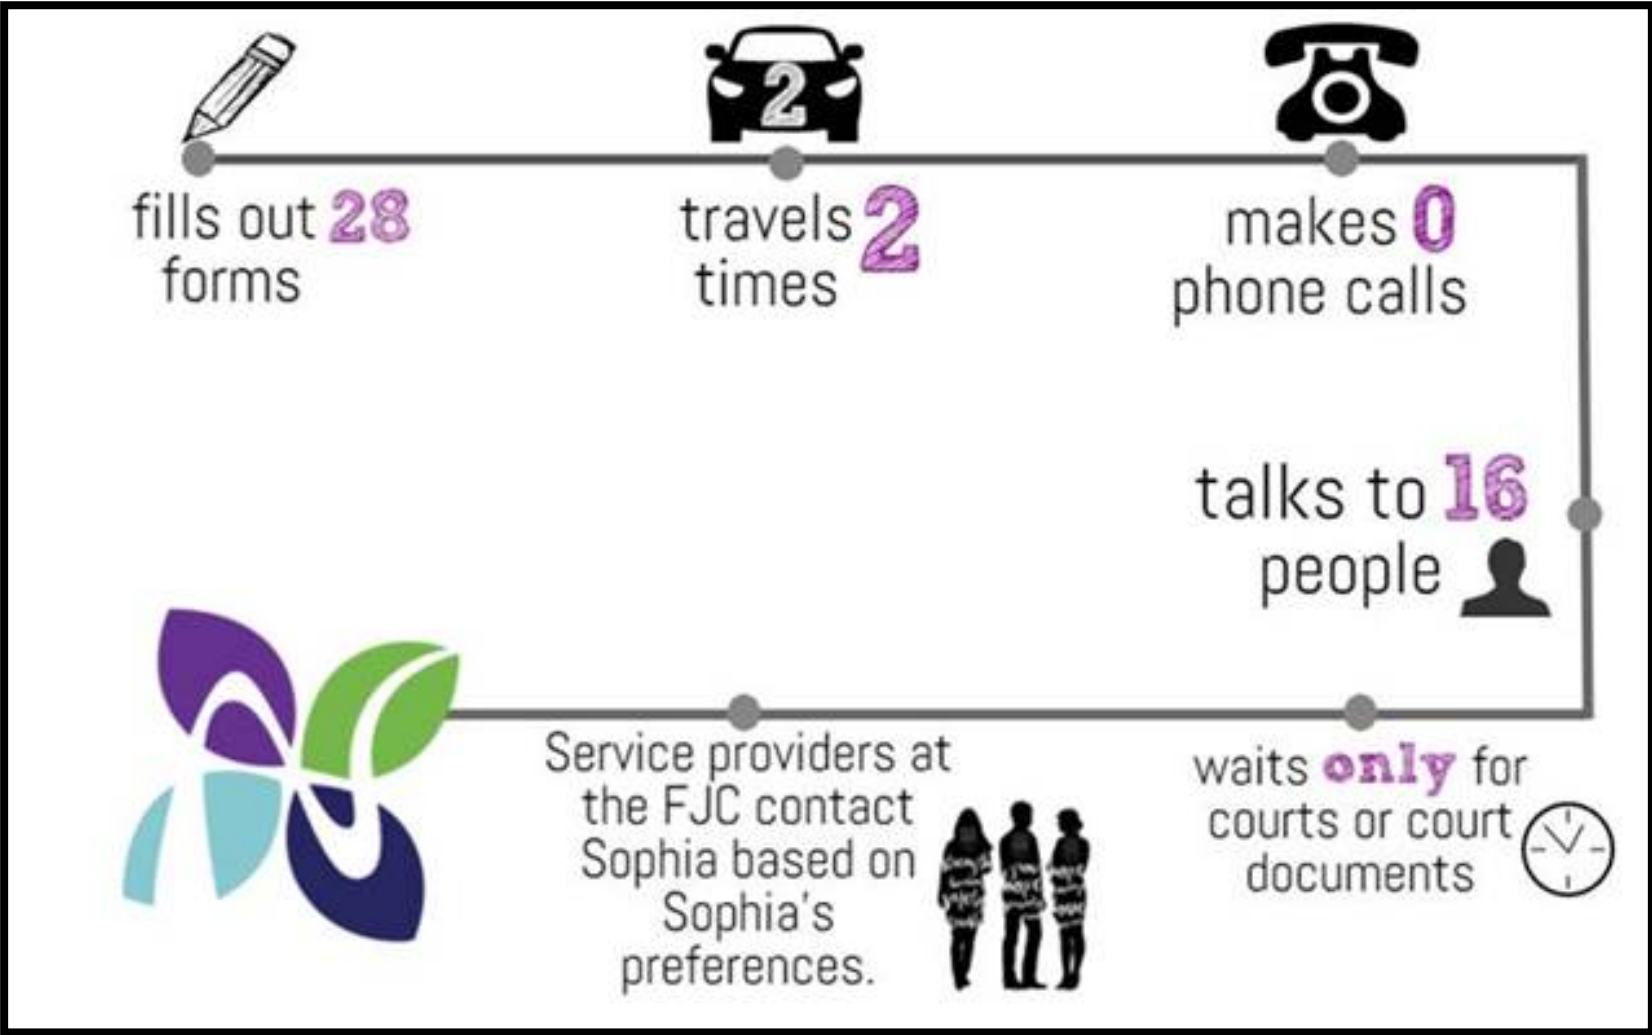 2
fills out 28
forms
travels 2
times
makes 0
phone calls
talks to 16
people
waits only for
courts or court
documents
Service providers at
the FJC contact
Sophia based on
Sophia's
preferences.